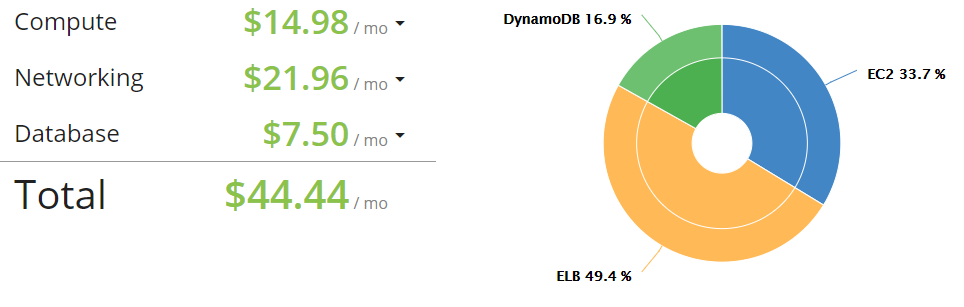 Compute $14.98 / mo
Networking $21.96 / mo
Database $7.50 / mo
Total $44.44 / mo
DynamoDB 16.9 %
EC2 33.7 %
ELB 49.4 %